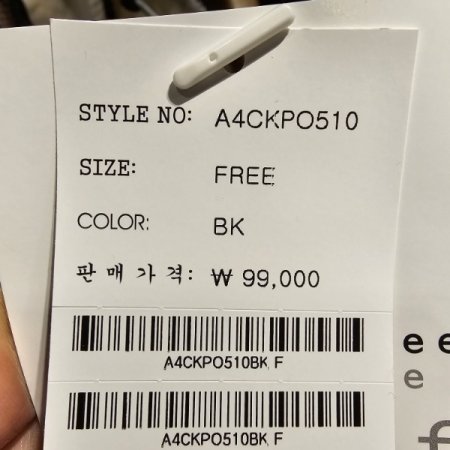 STYLE NO: A4CKPO510
SIZE: FREE
COLOR: BK
판매가격: ₩ 99,000
A4CKPO510BK F
A4CKPO510BK F